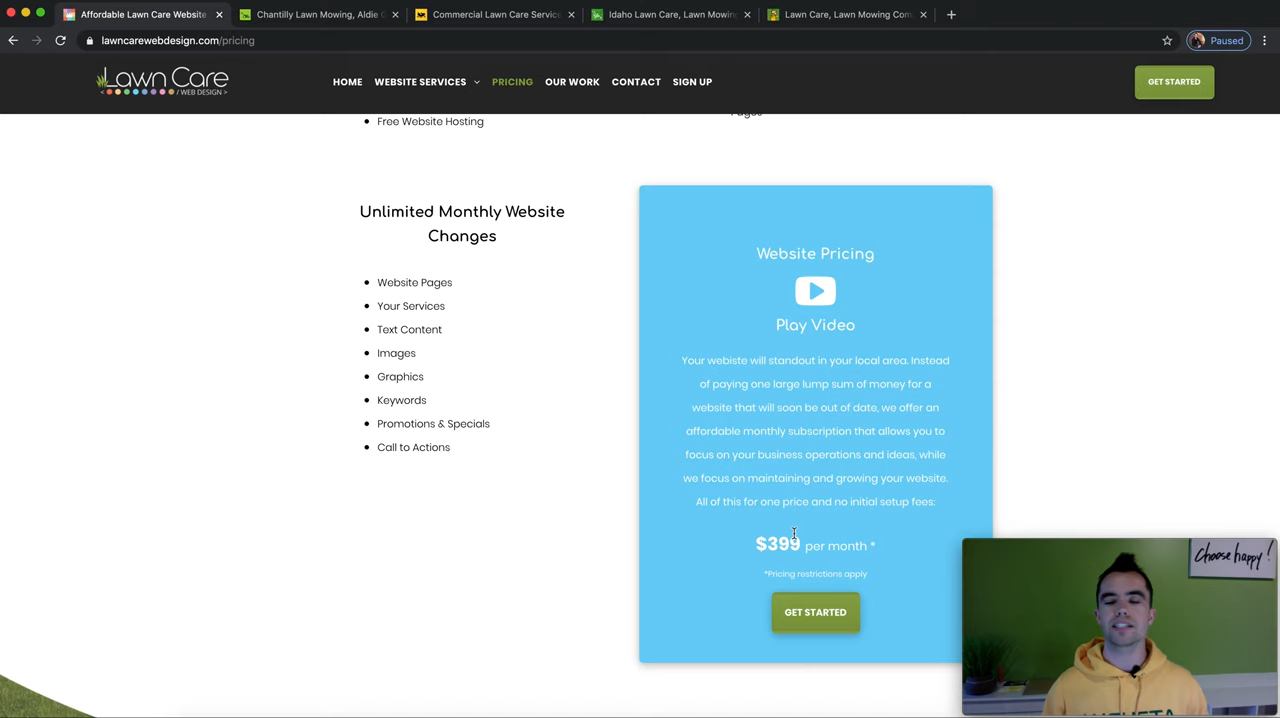 Affordable Lawn Care Website
Chantilly Lawn Mowing, Aldie G
Commercial Lawn Care Service
Idaho Lawn Care, Lawn Mowing
Lawn Care, Lawn Mowing Com
lawncarewebdesign.com/pricing
Paused
Lawn Care
< / WEB DESIGN >
HOME
WEBSITE SERVICES
PRICING
OUR WORK
CONTACT
SIGN UP
GET STARTED
Free Website Hosting
Pages
Unlimited Monthly Website
Changes
Website Pages
Your Services
Text Content
Images
Graphics
Keywords
Promotions & Specials
Call to Actions
Website Pricing
Play Video
Your webiste will standout in your local area. Instead
of paying one large lump sum of money for a
website that will soon be out of date, we offer an
affordable monthly subscription that allows you to
focus on your business operations and ideas, while
we focus on maintaining and growing your website.
All of this for one price and no initial setup fees:
$399 per month *
*Pricing restrictions apply
GET STARTED
Choose happy!